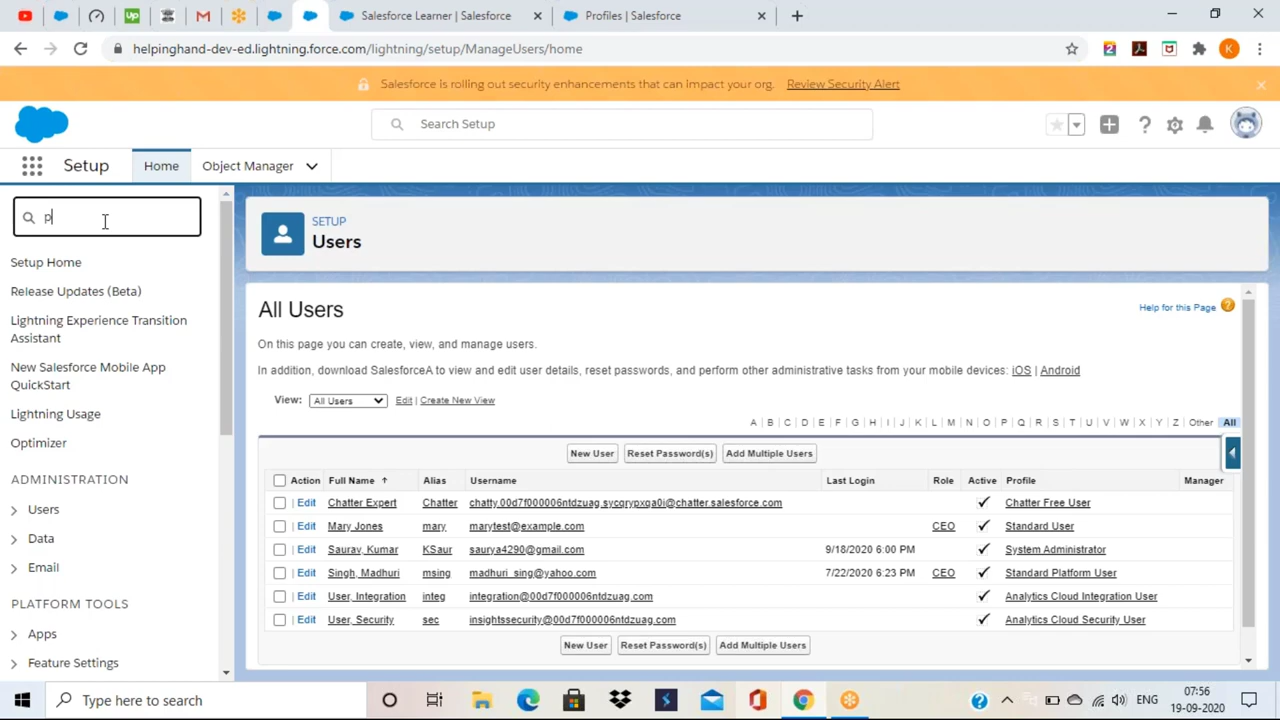 Salesforce Learner | Salesforce
Profiles | Salesforce
helpinghand-dev-ed.lightning.force.com/lightning/setup/ManageUsers/home
K
Salesforce is rolling out security enhancements that can impact your org. Review Security Alert
Search Setup
Setup
Home
Object Manager
p
Setup Home
Release Updates (Beta)
Lightning Experience Transition
Assistant
New Salesforce Mobile App
QuickStart
Lightning Usage
Optimizer
ADMINISTRATION
Users
Data
Email
PLATFORM TOOLS
Apps
Feature Settings
SETUP
Users
All Users
Help for this Page
On this page you can create, view, and manage users.
In addition, download SalesforceA to view and edit user details, reset passwords, and perform other administrative tasks from your mobile devices: iOS | Android
View: All Users Edit | Create New View
A | B | C | D | E | F | G | H | I | J | K | L | M | N | O | P | Q | R | S | T | U | V | W | X | Y | Z | Other | All
New User Reset Password(s) Add Multiple Users
Action Full Name Alias Username Last Login Role Active Profile Manager
Edit Chatter Expert Chatter chatty.00d7f000006ntdzuag.sycqrypxqa0i@chatter.salesforce.com Chatter Free User
Edit Mary Jones mary marytest@example.com CEO Standard User
Edit Saurav, Kumar KSaur saurya4290@gmail.com 9/18/2020 6:00 PM System Administrator
Edit Singh, Madhuri msing madhuri_sing@yahoo.com 7/22/2020 6:23 PM CEO Standard Platform User
Edit User, Integration integ integration@00d7f000006ntdzuag.com Analytics Cloud Integration User
Edit User, Security sec insightssecurity@00d7f000006ntdzuag.com Analytics Cloud Security User
New User Reset Password(s) Add Multiple Users
Type here to search
ENG
07:56
19-09-2020